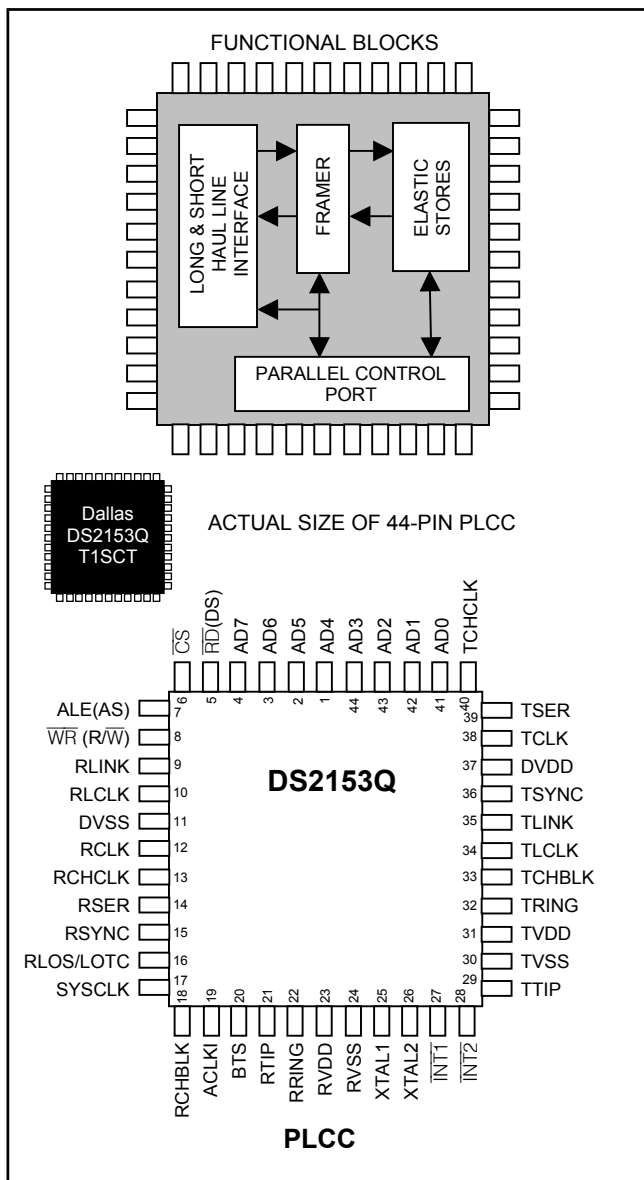 FUNCTIONAL BLOCKS
LONG & SHORT
HAUL LINE
INTERFACE
FRAMER
ELASTIC
STORES
PARALLEL CONTROL
PORT
Dallas
DS2153Q
T1SCT
ACTUAL SIZE OF 44-PIN PLCC
C̅S̅
R̅D̅(DS)
AD7
AD6
AD5
AD4
AD3
AD2
AD1
AD0
TCHCLK
6
5
4
3
2
1
44
43
42
41
40
ALE(AS) 7
W̅R̅ (R/W̅) 8
RLINK 9
RLCLK 10
DVSS 11
RCLK 12
RCHCLK 13
RSER 14
RSYNC 15
RLOS/LOTC 16
SYSCLK 17
DS2153Q
39 TSER
38 TCLK
37 DVDD
36 TSYNC
35 TLINK
34 TLCLK
33 TCHBLK
32 TRING
31 TVDD
30 TVSS
29 TTIP
18
19
20
21
22
23
24
25
26
27
28
RCHBLK
ACLKI
BTS
RTIP
RRING
RVDD
RVSS
XTAL1
XTAL2
I̅N̅T̅1̅
I̅N̅T̅2̅
PLCC